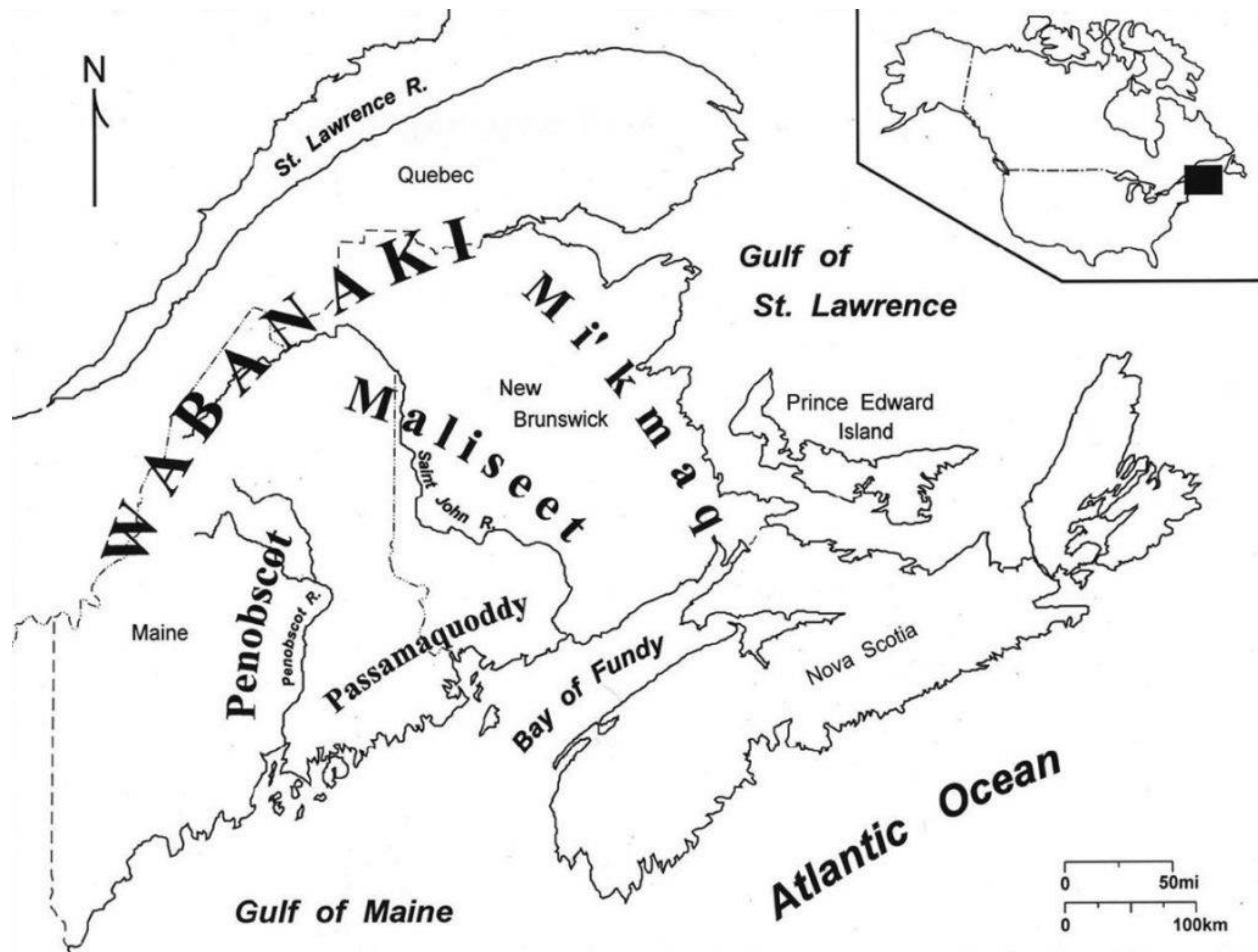 N
St. Lawrence R.
Quebec
WABANAKI
Gulf of
St. Lawrence
Mi'kmaq
Maliseet
New
Brunswick
Prince Edward
Island
Saint John R.
Penobscot
Penobscot R.
Maine
Passamaquoddy
Bay of Fundy
Nova Scotia
Atlantic Ocean
Gulf of Maine
0 50mi
0 100km